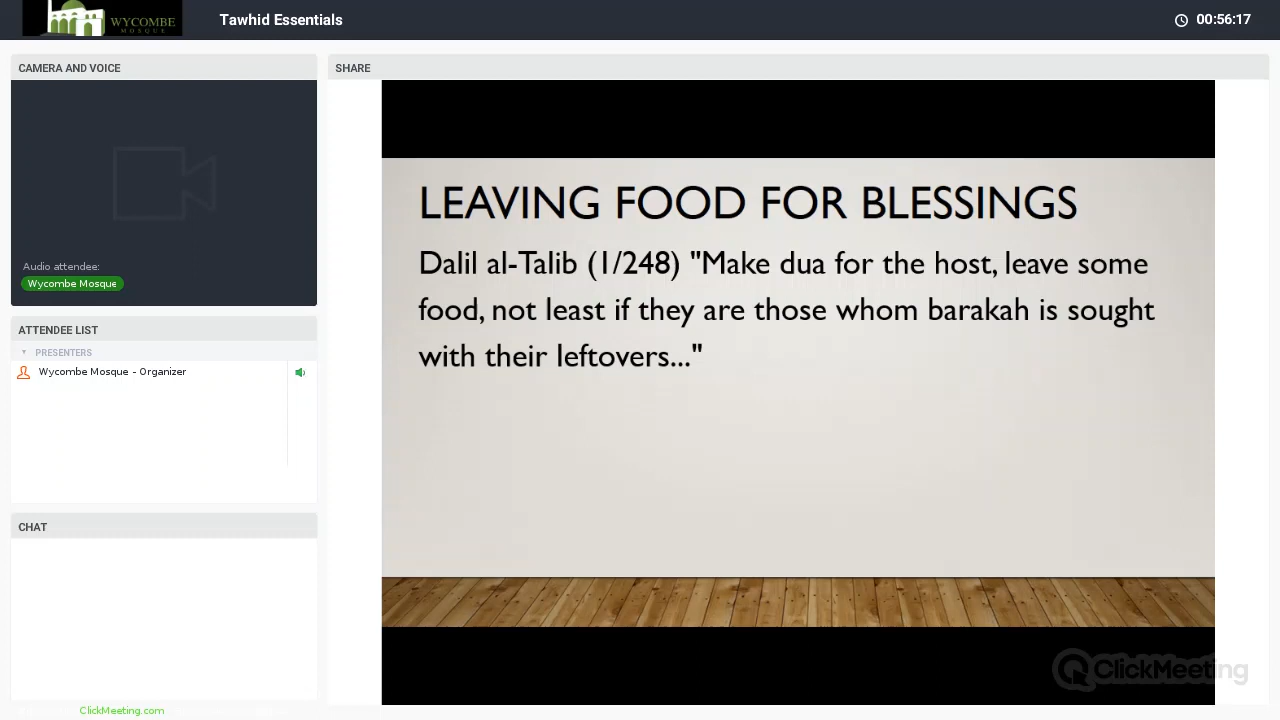 WYCOMBE
MOSQUE
Tawhid Essentials
00:56:17
CAMERA AND VOICE
Audio attendee:
Wycombe Mosque
ATTENDEE LIST
PRESENTERS
Wycombe Mosque - Organizer
CHAT
ClickMeeting.com
SHARE
LEAVING FOOD FOR BLESSINGS
Dalil al-Talib (1/248) "Make dua for the host, leave some
food, not least if they are those whom barakah is sought
with their leftovers..."
ClickMeeting